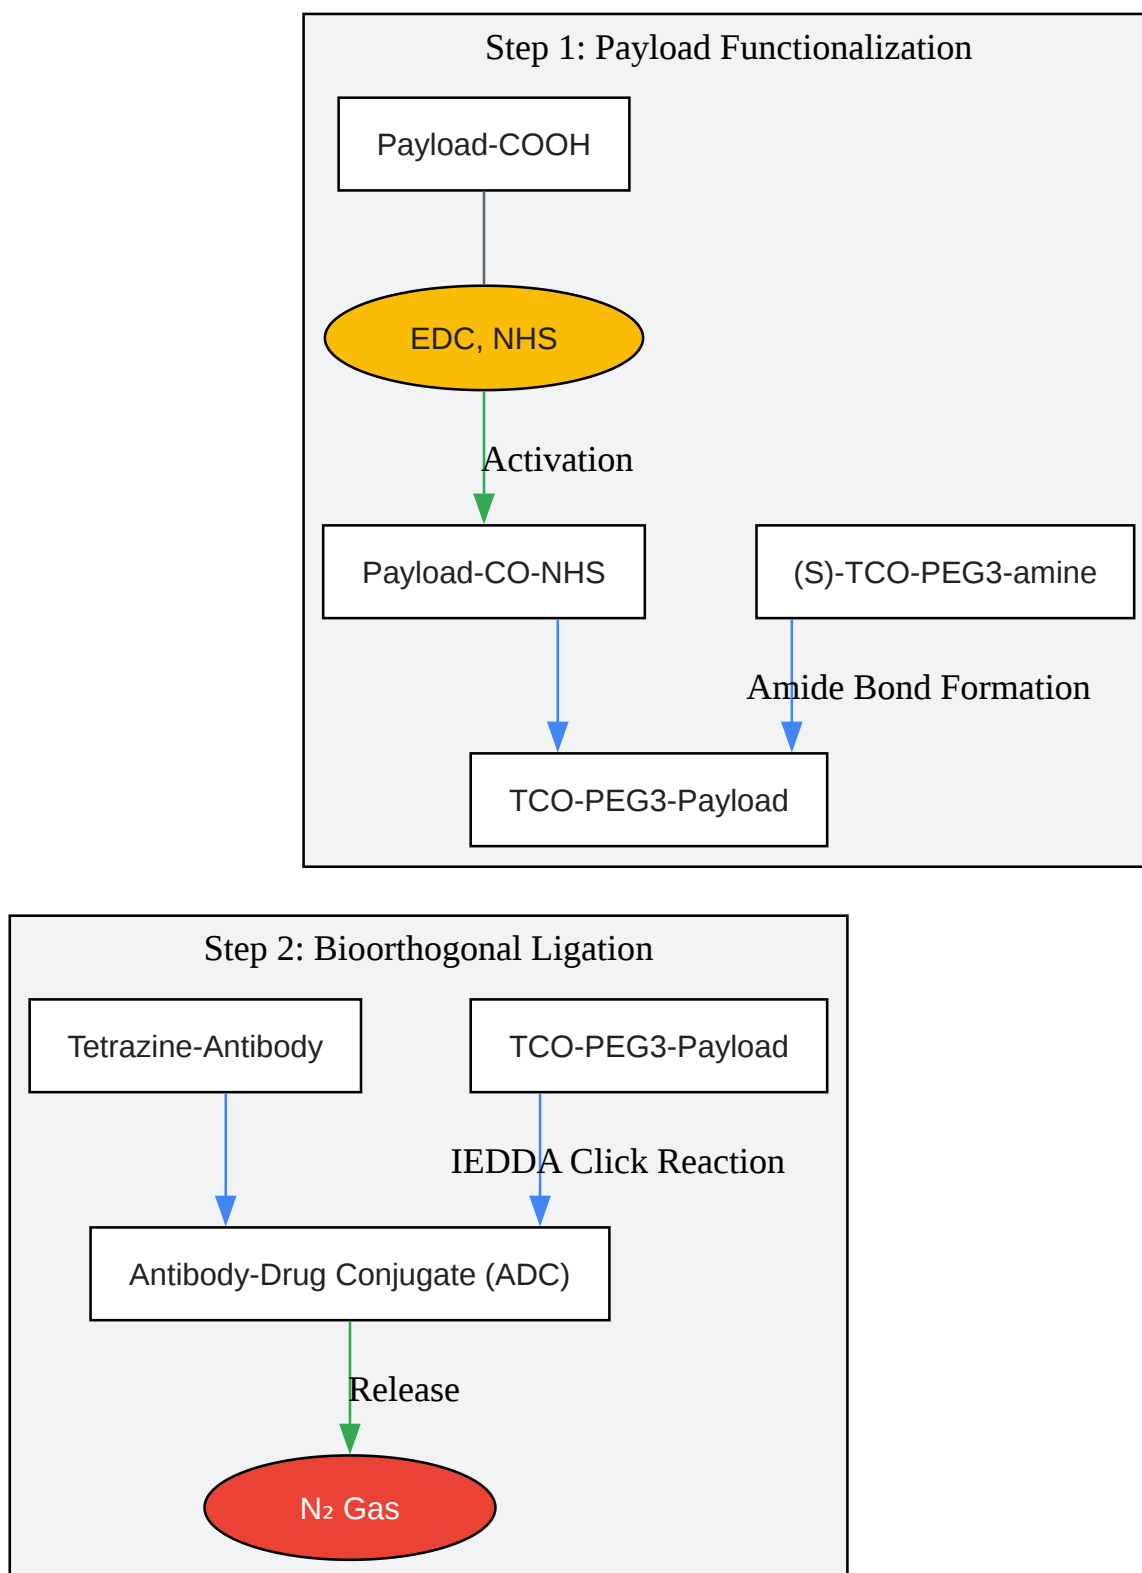 Step 1: Payload Functionalization
Payload-COOH
EDC, NHS
Activation
Payload-CO-NHS
(S)-TCO-PEG3-amine
Amide Bond Formation
TCO-PEG3-Payload
Step 2: Bioorthogonal Ligation
Tetrazine-Antibody
TCO-PEG3-Payload
IEDDA Click Reaction
Antibody-Drug Conjugate (ADC)
Release
N₂ Gas